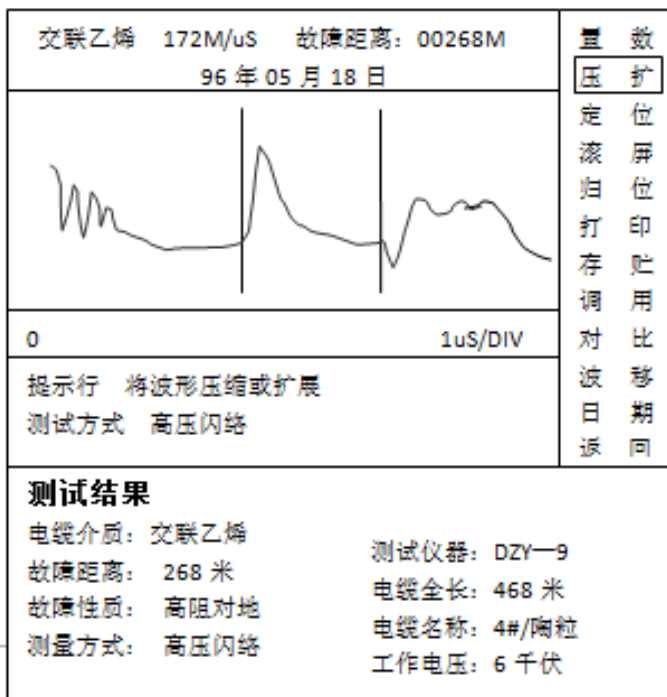 交联乙烯 172M/uS 故障距离：00268M
96 年 05 月 18 日
置 数
压 扩
定 位
滚 屏
归 位
打 印
存 贮
调 用
对 比
波 移
日 期
返 回
0 1uS/DIV
提示行 将波形压缩或扩展
测试方式 高压闪络
测试结果
电缆介质：交联乙烯
故障距离： 268 米
故障性质： 高阻对地
测量方式： 高压闪络
测试仪器：DZY—9
电缆全长：468 米
电缆名称：4#/陶粒
工作电压：6 千伏